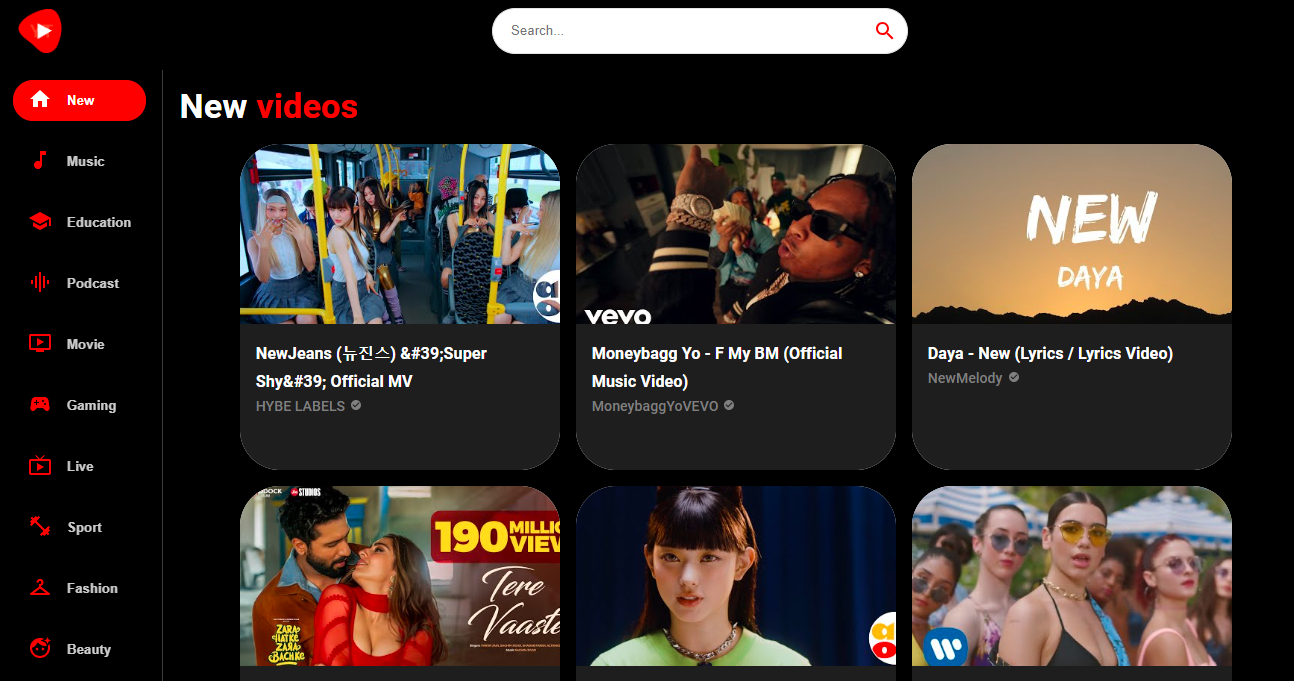 Search...
New
Music
Education
Podcast
Movie
Gaming
Live
Sport
Fashion
Beauty
New videos
vevo
NEW
DAYA
NewJeans (뉴진스) &#39;Super
Shy&#39; Official MV
HYBE LABELS
Moneybagg Yo - F My BM (Official
Music Video)
MoneybaggYoVEVO
Daya - New (Lyrics / Lyrics Video)
NewMelody
STUDIOS
190
Tere
Vaaste
ZARA
HATKE
ZARA
BACHKE